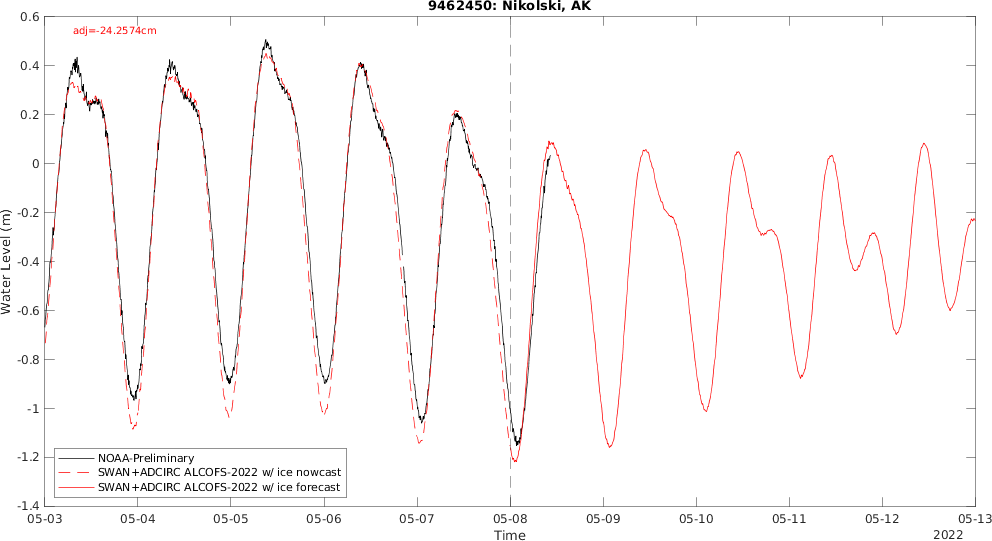 9462450: Nikolski, AK
adj=-24.2574cm
0.6
0.4
0.2
0
-0.2
-0.4
-0.6
-0.8
-1
-1.2
-1.4
Water Level (m)
NOAA-Preliminary
SWAN+ADCIRC ALCOFS-2022 w/ ice nowcast
SWAN+ADCIRC ALCOFS-2022 w/ ice forecast
05-03 05-04 05-05 05-06 05-07 05-08 05-09 05-10 05-11 05-12 05-13
Time
2022